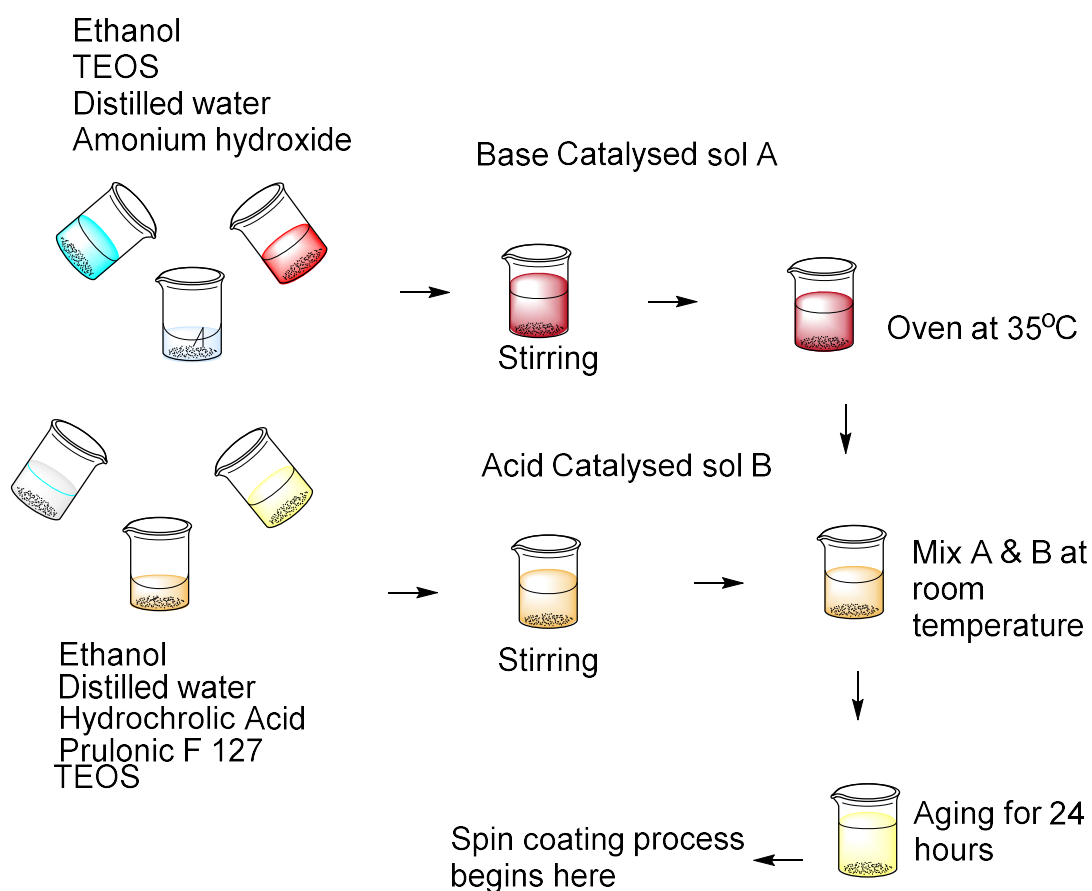 Ethanol
TEOS
Distilled water
Amonium hydroxide
Base Catalysed sol A
Stirring
Oven at 35⁰C
Acid Catalysed sol B
Stirring
Mix A & B at
room
temperature
Ethanol
Distilled water
Hydrochrolic Acid
Prulonic F 127
TEOS
Aging for 24
hours
Spin coating process
begins here